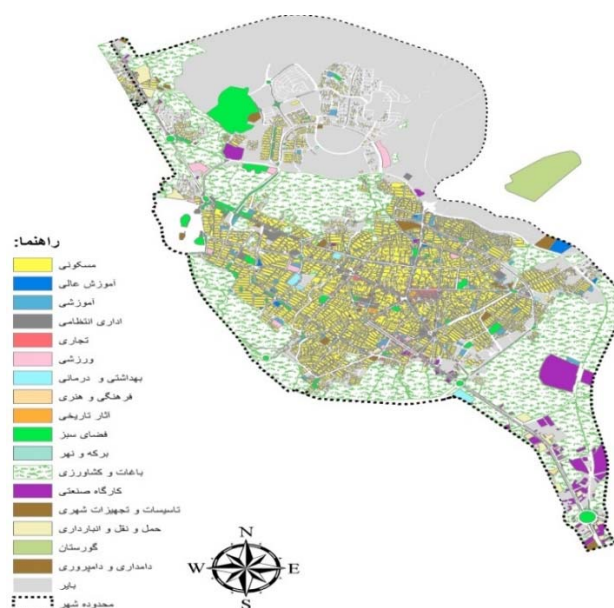 راهنما:
مسکونی
آموزش عالی
آموزشی
اداری انتظامی
تجاری
ورزشی
بهداشتی و درمانی
فرهنگی و هنری
اثار تاریخی
فضای سبز
برکه و نهر
باغات و کشاورزی
کارگاه صنعتی
تاسیسات و تجهیزات شهری
حمل و نقل و انبارداری
گورستان
دامداری و دامپروری
بایر
محدوده شهر
N
W E
S